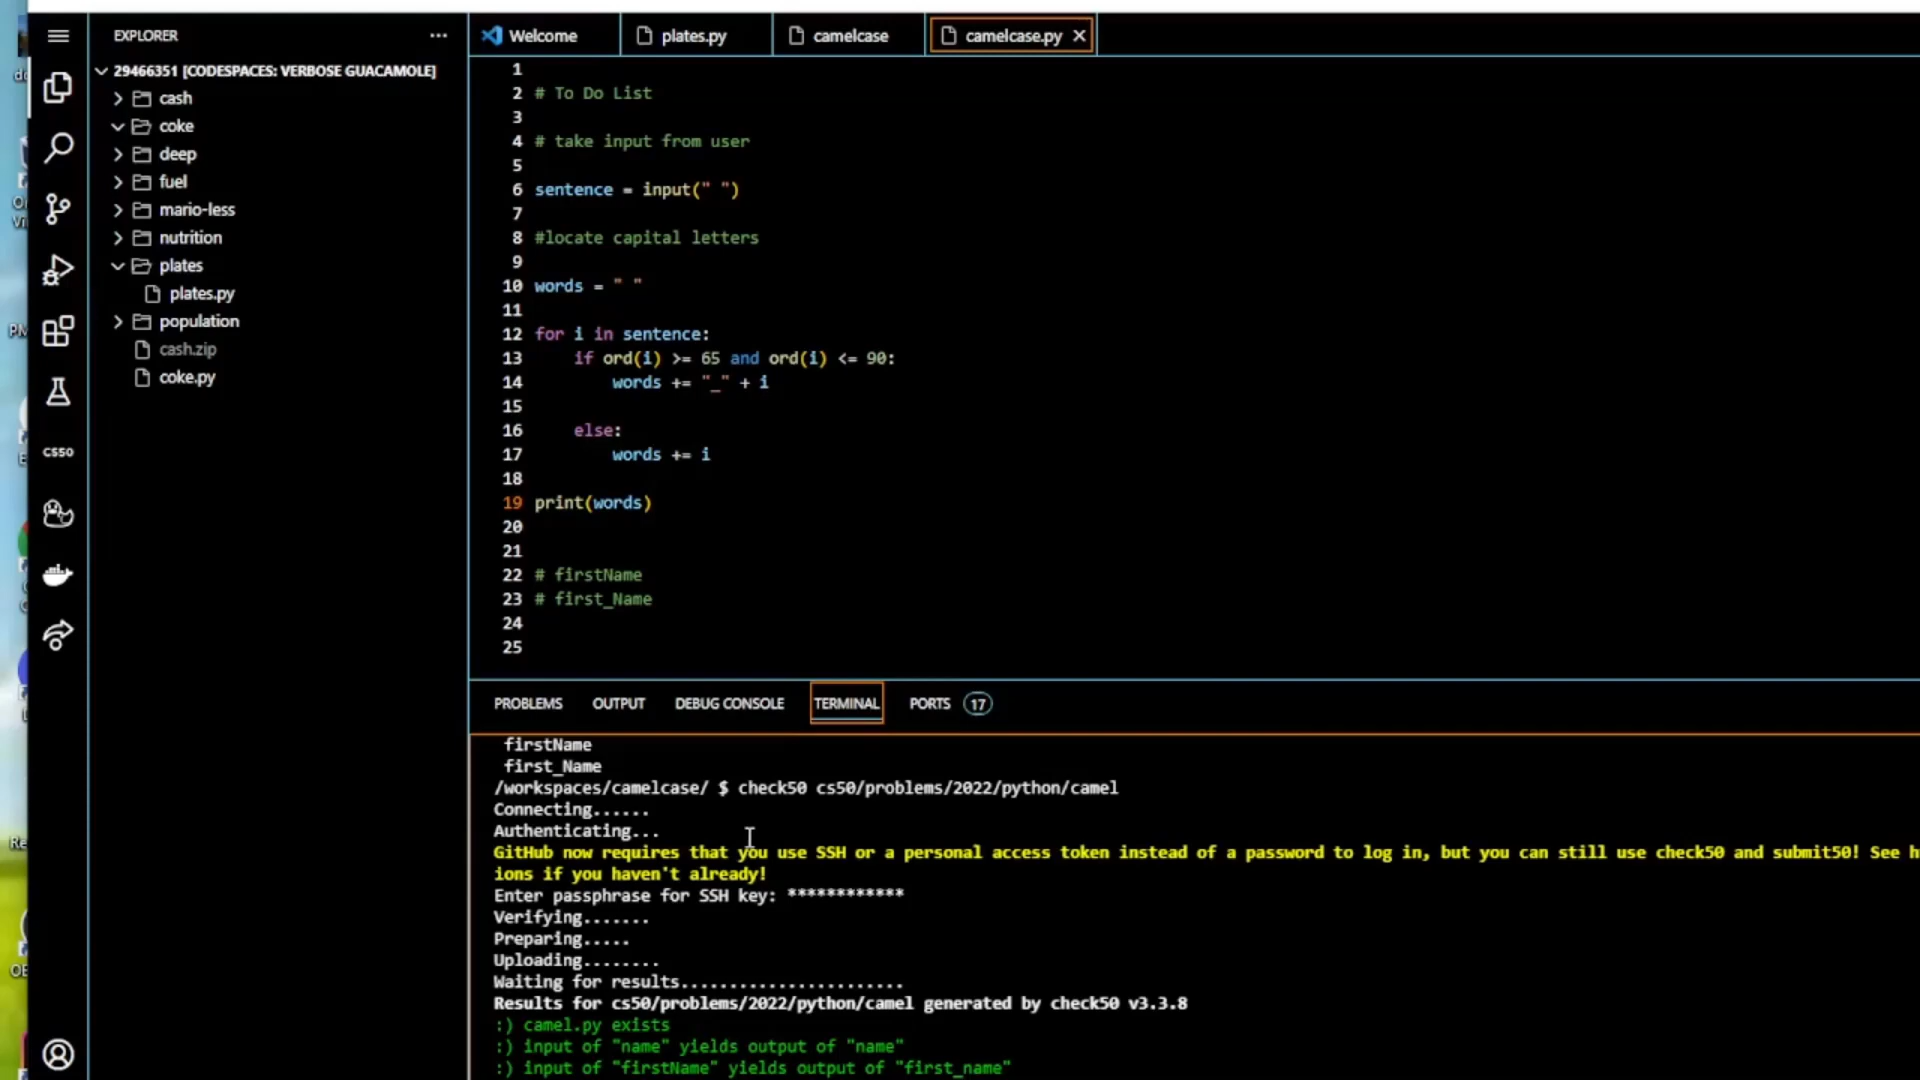 EXPLORER
29466351 [CODESPACES: VERBOSE GUACAMOLE]
cash
coke
deep
fuel
mario-less
nutrition
plates
plates.py
population
cash.zip
coke.py
CS50
Welcome
plates.py
camelcase
camelcase.py
1
2 # To Do List
3
4 # take input from user
5
6 sentence = input(" ")
7
8 #locate capital letters
9
10 words = " "
11
12 for i in sentence:
13 if ord(i) >= 65 and ord(i) <= 90:
14 words += "_" + i
15
16 else:
17 words += i
18
19 print(words)
20
21
22 # firstName
23 # first_Name
24
25
PROBLEMS OUTPUT DEBUG CONSOLE TERMINAL PORTS 17
firstName
first_Name
/workspaces/camelcase/ $ check50 cs50/problems/2022/python/camel
Connecting......
Authenticating...
GitHub now requires that you use SSH or a personal access token instead of a password to log in, but you can still use check50 and submit50! See
ions if you haven't already!
Enter passphrase for SSH key: ************
Verifying.......
Preparing.....
Uploading........
Waiting for results.......................
Results for cs50/problems/2022/python/camel generated by check50 v3.3.8
:) camel.py exists
:) input of "name" yields output of "name"
:) input of "firstName" yields output of "first_name"